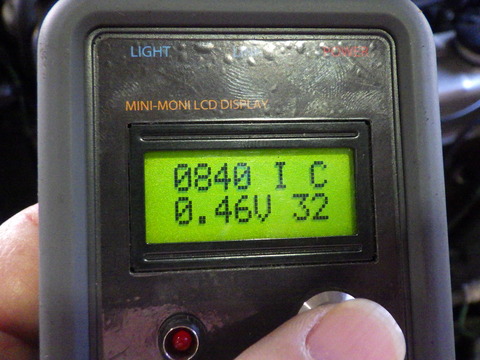 LIGHT POWER
MINI-MONI LCD DISPLAY
0840 I C
0.46V 32